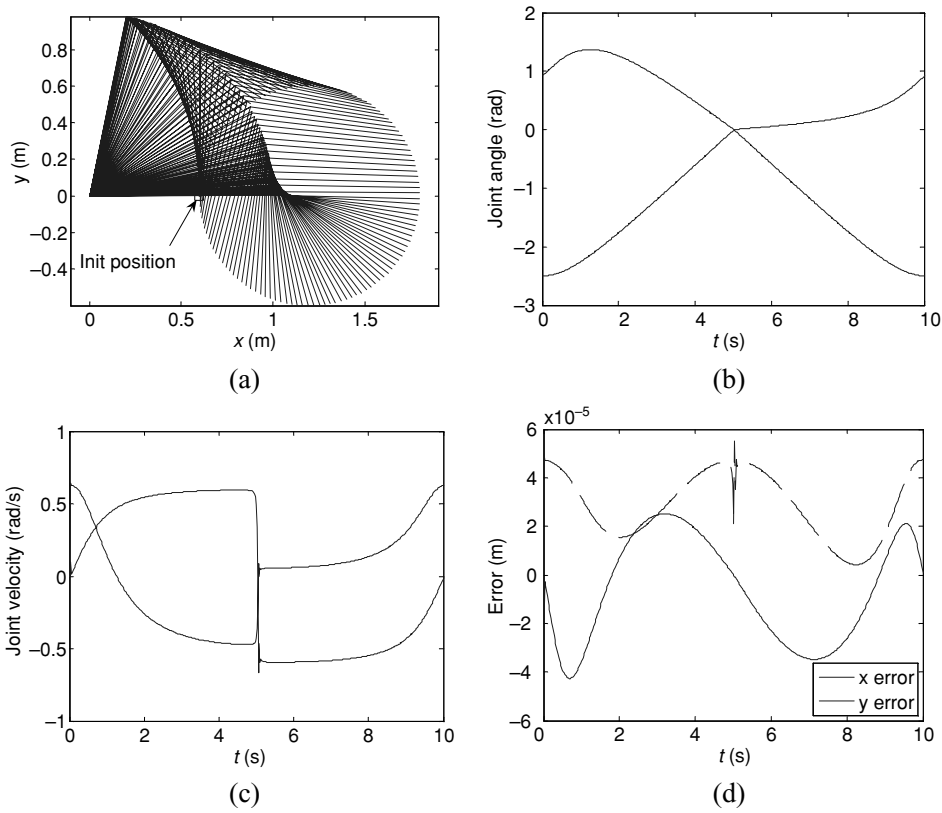 y (m)
0.8
0.6
0.4
0.2
0
−0.2
−0.4
Init position
0
0.5
1
1.5
x (m)
(a)
Joint angle (rad)
2
1
0
−1
−2
−3
0
2
4
6
8
10
t (s)
(b)
Joint velocity (rad/s)
1
0.5
0
−0.5
−1
0
2
4
6
8
10
t (s)
(c)
x10−5
Error (m)
6
4
2
0
−2
−4
−6
x error
y error
0
2
4
6
8
10
t (s)
(d)